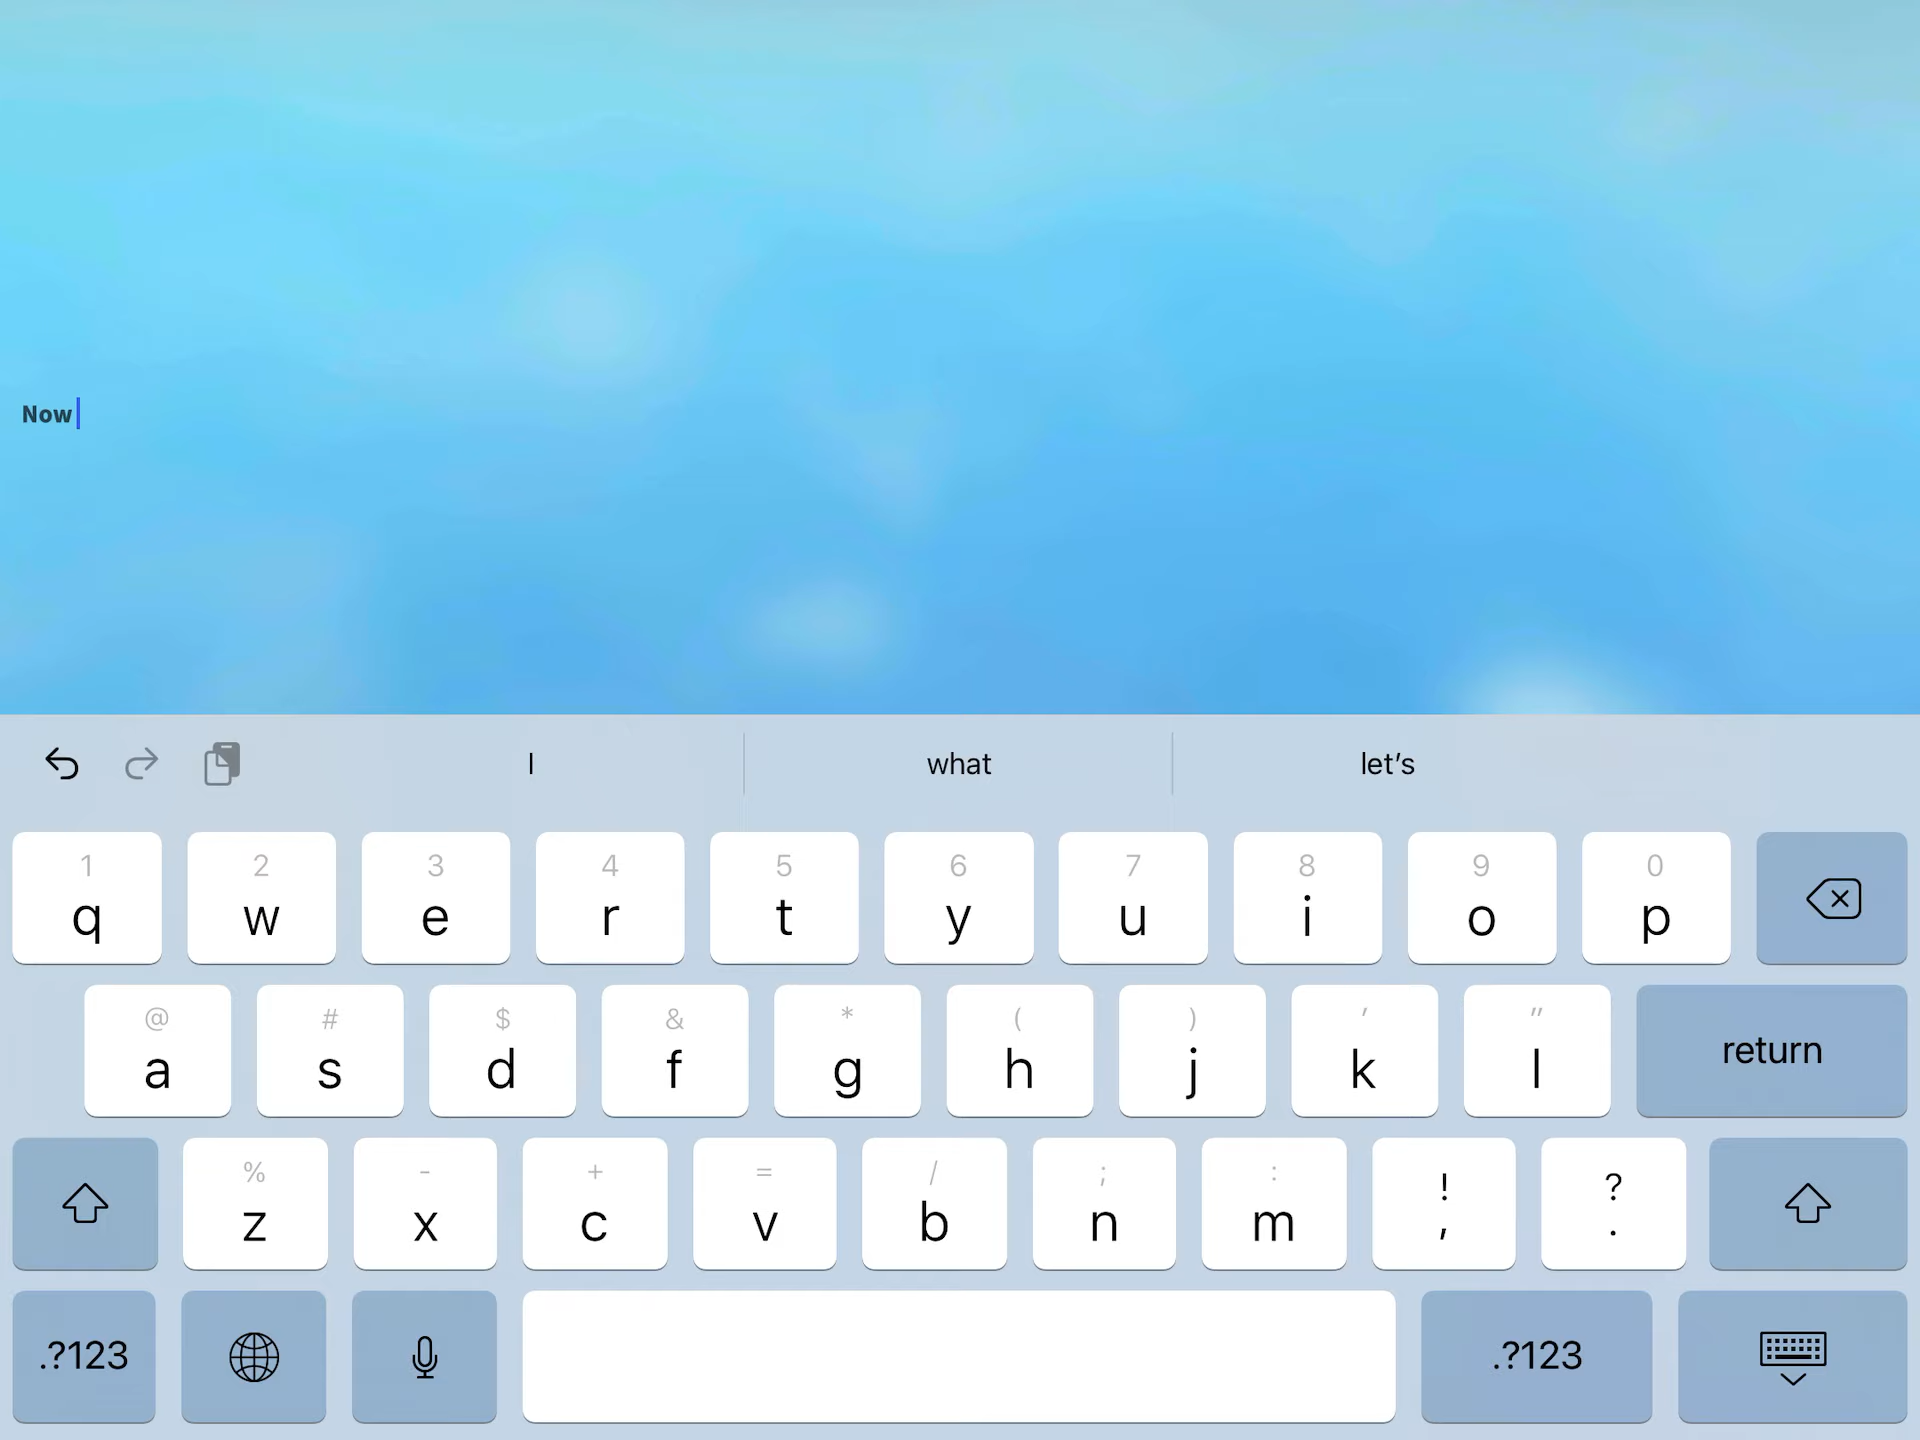 Now
I what let's
1 2 3 4 5 6 7 8 9 0
q w e r t y u i o p
@ # $ & * ( ) ′ ″
a s d f g h j k l return
% - + = / ; : ! ?
z x c v b n m , .
.?123 .?123